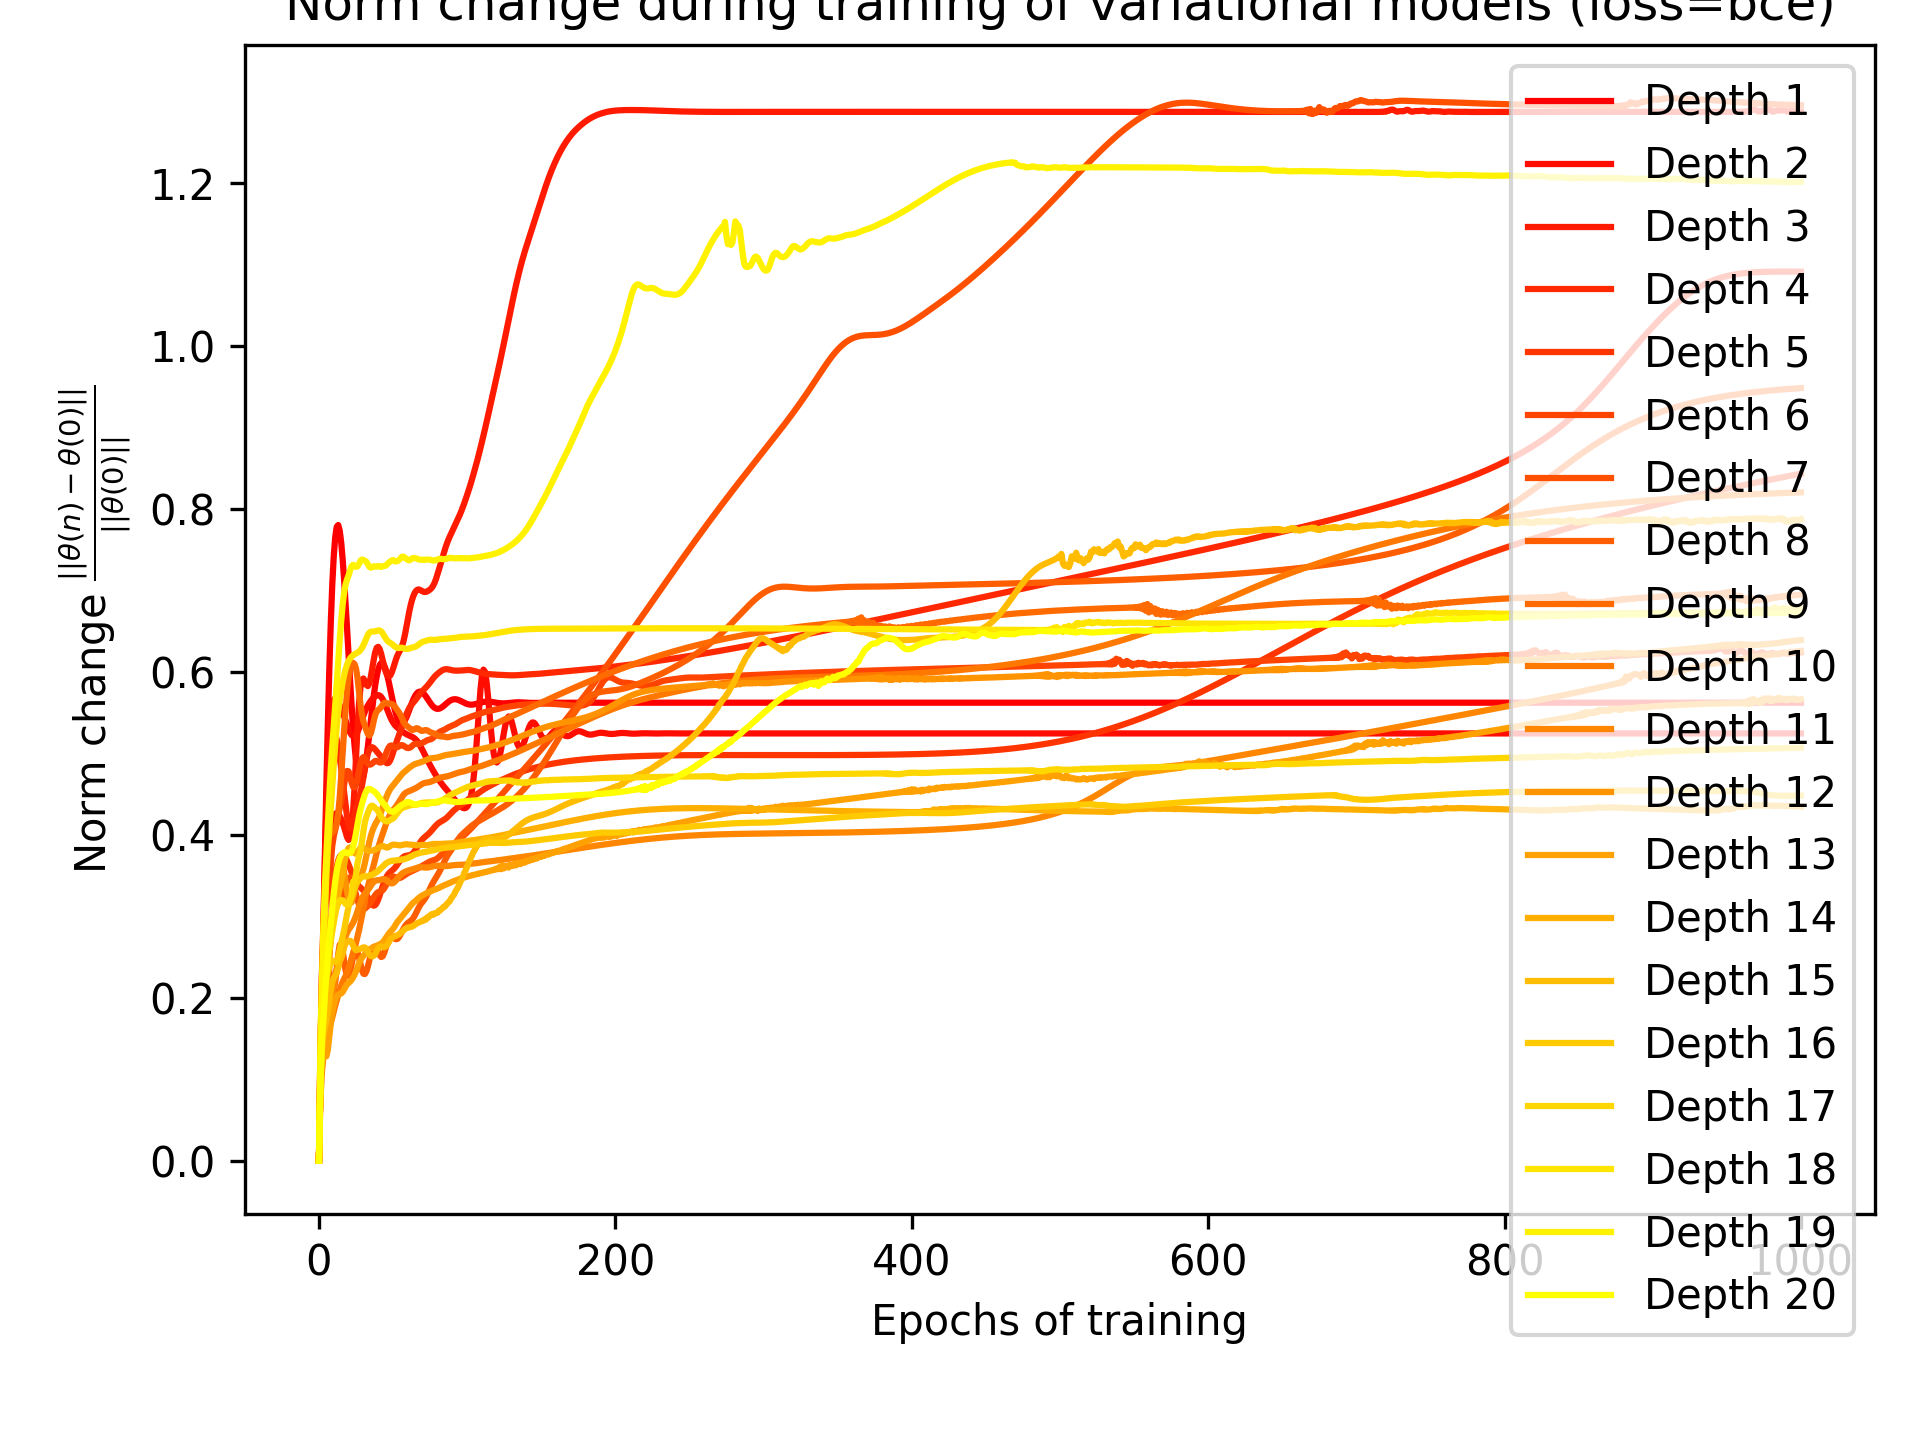 Norm change during training of variational models (loss=bce)
Norm change ||θ(n) − θ(0)|| / ||θ(0)||
1.2
1.0
0.8
0.6
0.4
0.2
0.0
0 200 400 600 800 1000
Epochs of training
Depth 1
Depth 2
Depth 3
Depth 4
Depth 5
Depth 6
Depth 7
Depth 8
Depth 9
Depth 10
Depth 11
Depth 12
Depth 13
Depth 14
Depth 15
Depth 16
Depth 17
Depth 18
Depth 19
Depth 20